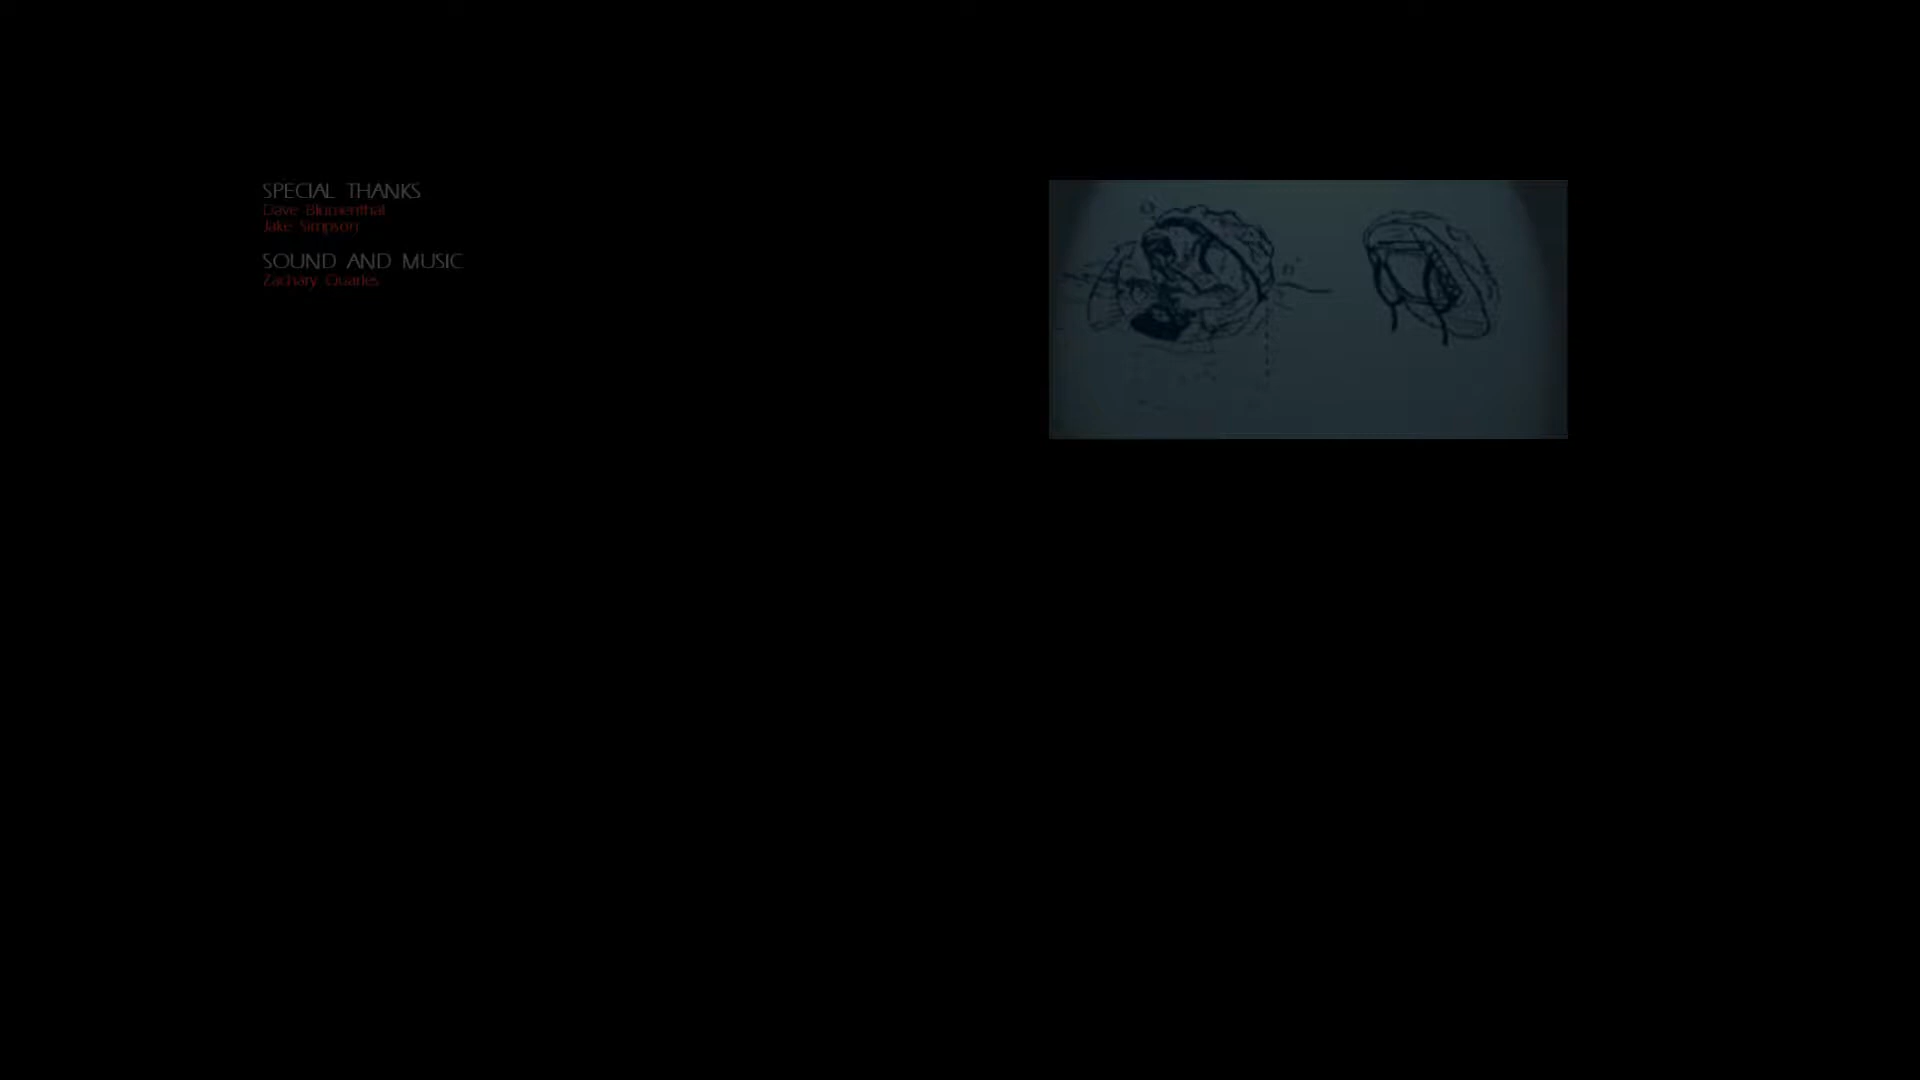 SPECIAL THANKS
Dave Blumenthal
Jake Simpson
SOUND AND MUSIC
Zachary Quarles